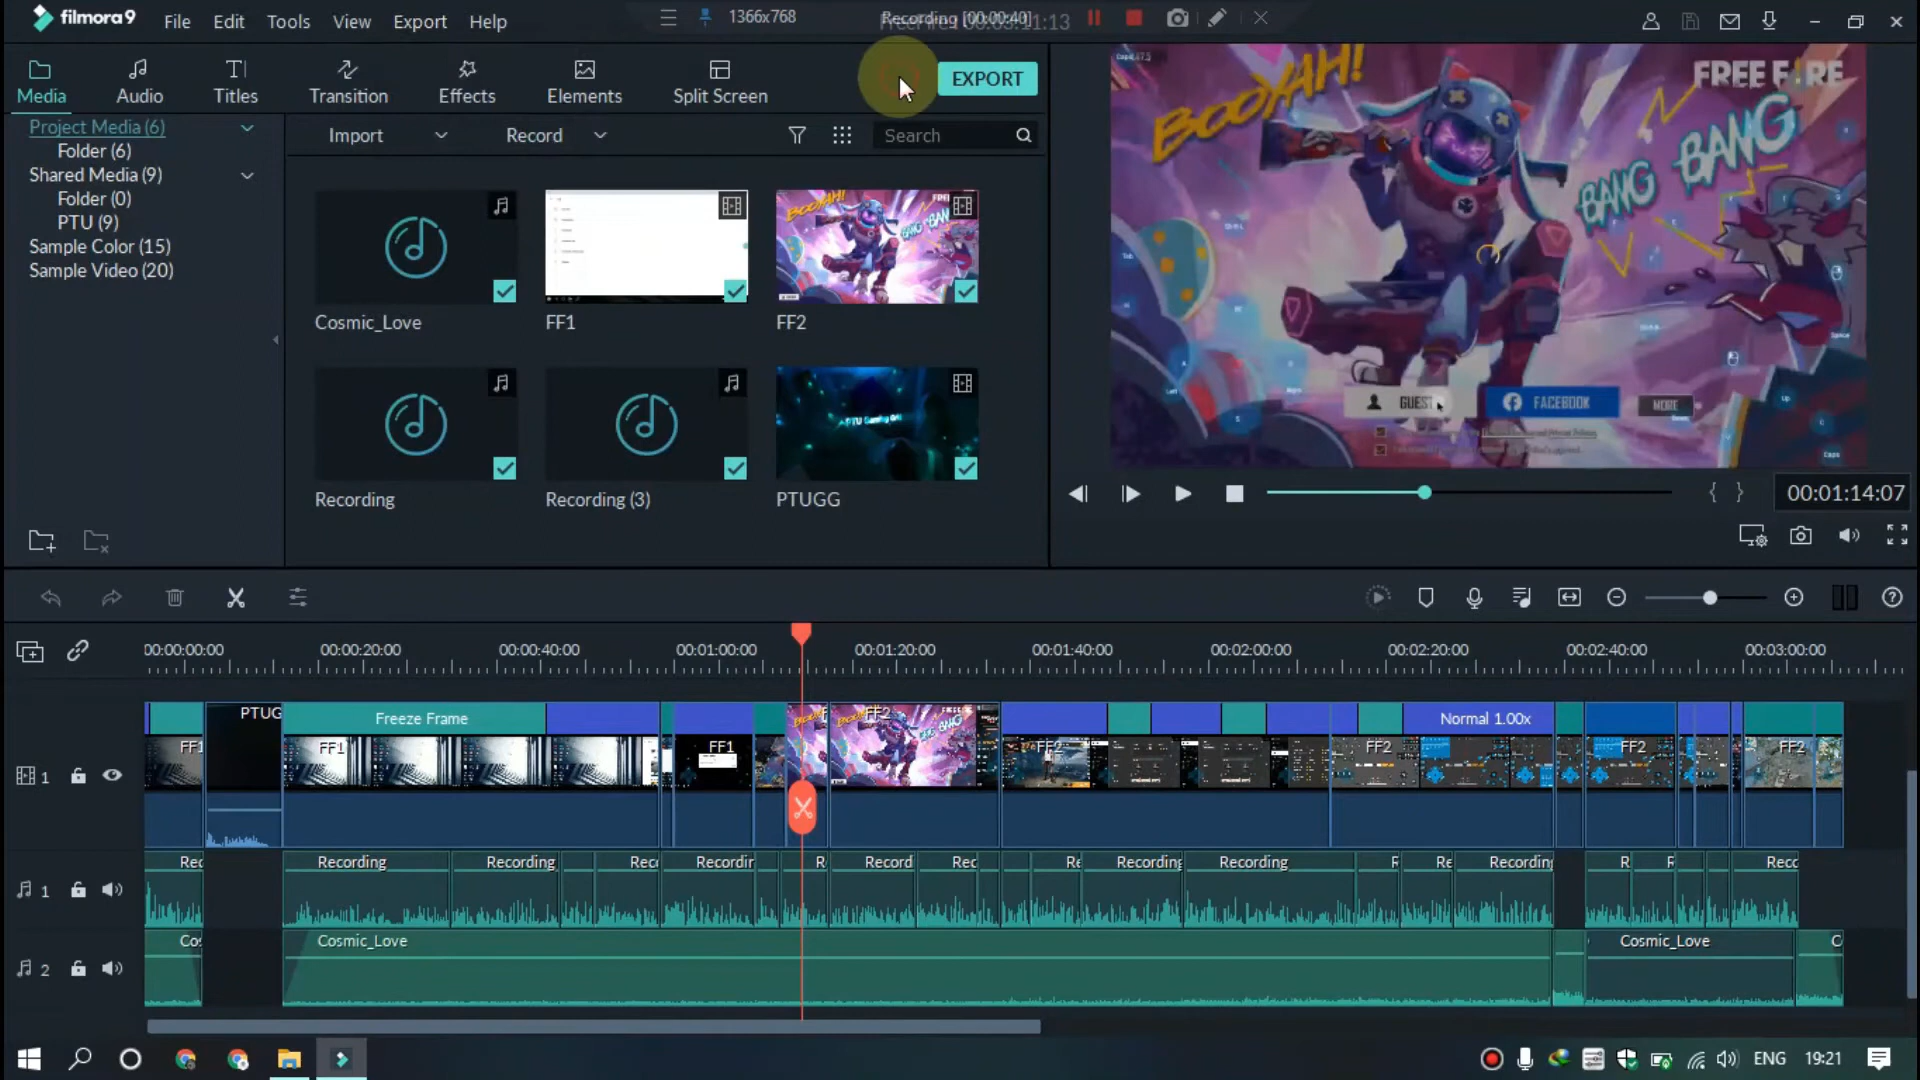 filmora9 File Edit Tools View Export Help
1366x768
Recording [00:00:40]
Media Audio Titles Transition Effects Elements Split Screen
EXPORT
Project Media (6)
Folder (6)
Shared Media (9)
Folder (0)
PTU (9)
Sample Color (15)
Sample Video (20)
Import Record Search
Cosmic_Love FF1 FF2
Recording Recording (3) PTUGG
BOOYAH!
FREE FIRE
BANG BANG
GUEST FACEBOOK MORE
00:01:14:07
00:00:00:00 00:00:20:00 00:00:40:00 00:01:00:00 00:01:20:00 00:01:40:00 00:02:00:00 00:02:20:00 00:02:40:00 00:03:00:00
PTUG Freeze Frame Normal 1.00x
FF1 FF1 FF1 FF2 FF2 FF2 FF2 FF2
1
Rec Recording Recording Reco Recordin R Record Rec Re Recording Recording R Re Recording R R Reco
1
Cos Cosmic_Love Cosmic_Love C
2
ENG 19:21